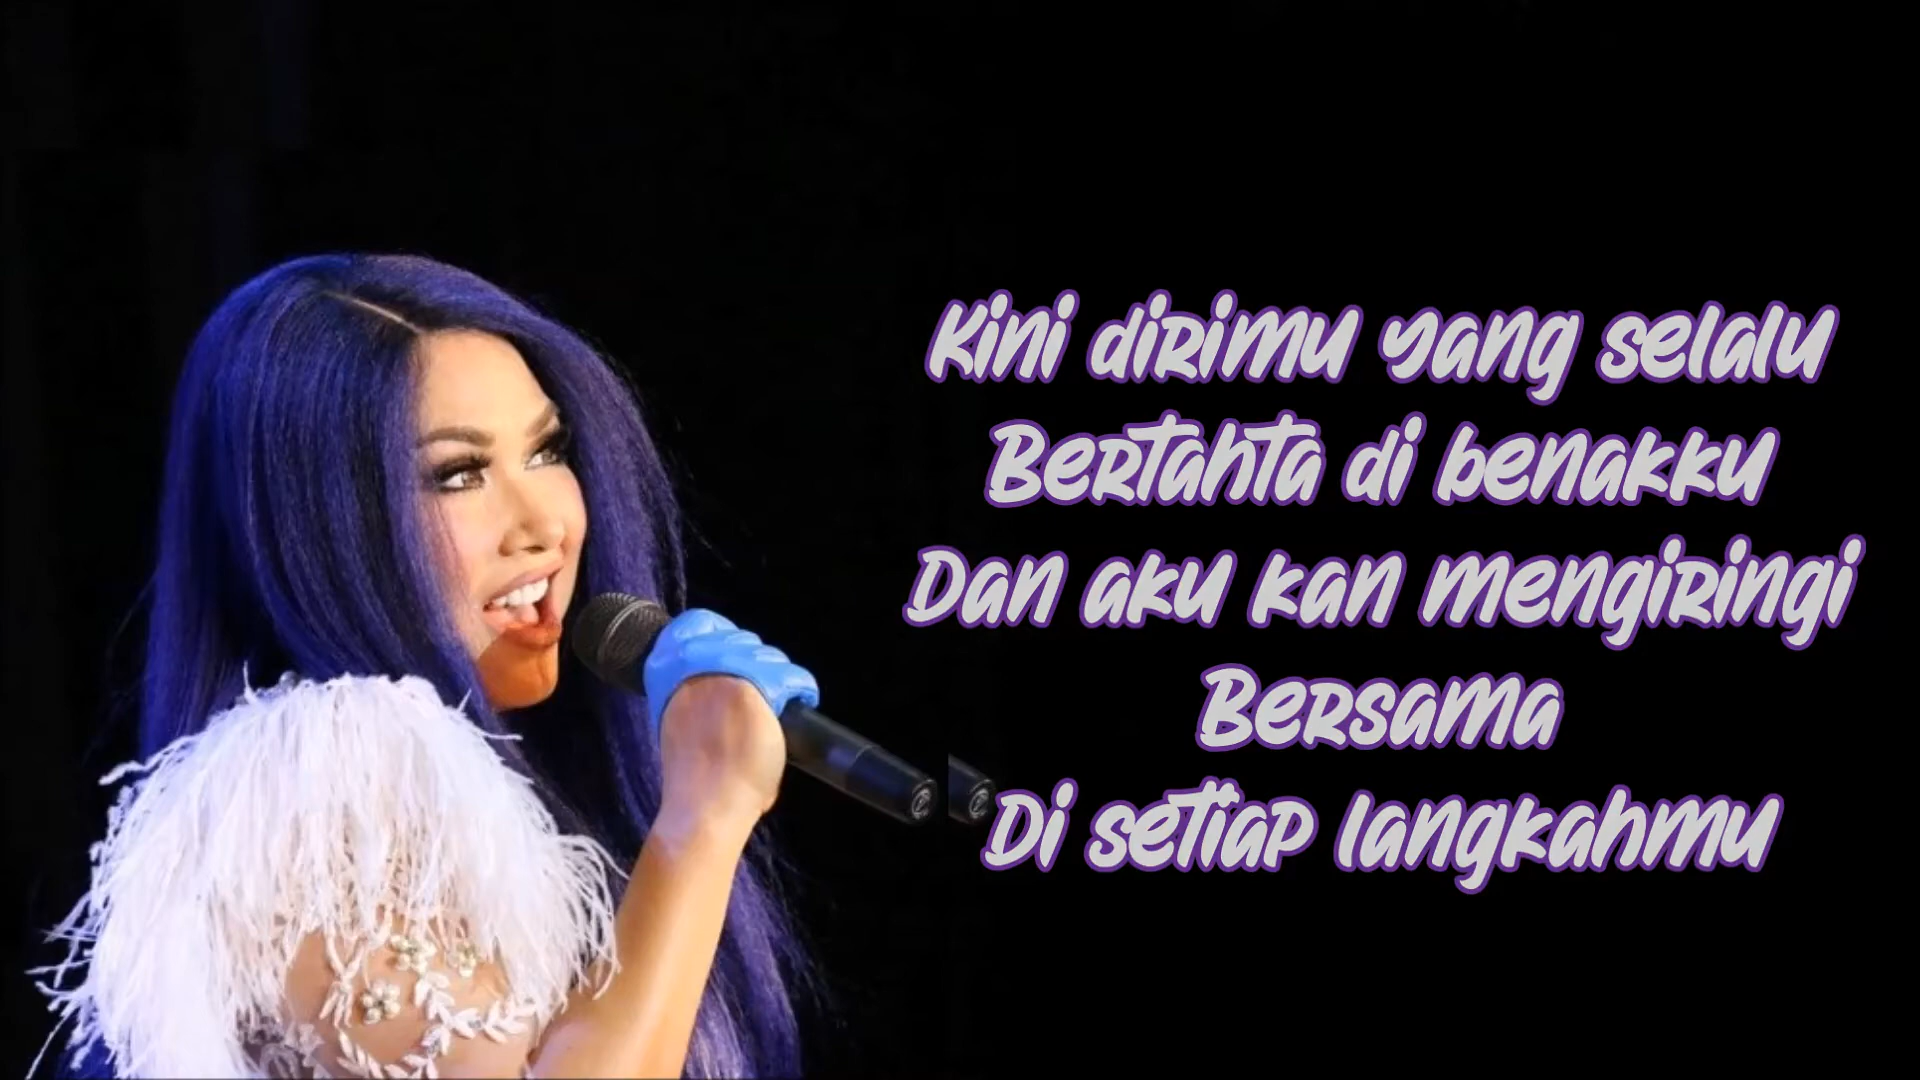 Kini dirimu yang selalu
Bertahta di benakku
Dan aku kan mengiringi
Bersama
Di setiap langkahmu